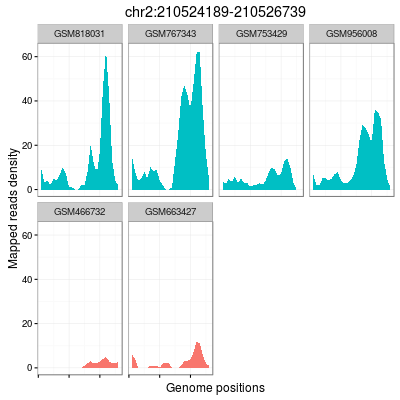 chr2:210524189-210526739
GSM818031 GSM767343 GSM753429 GSM956008
60
40
20
0
GSM466732 GSM663427
60
40
20
0
Mapped reads density
Genome positions